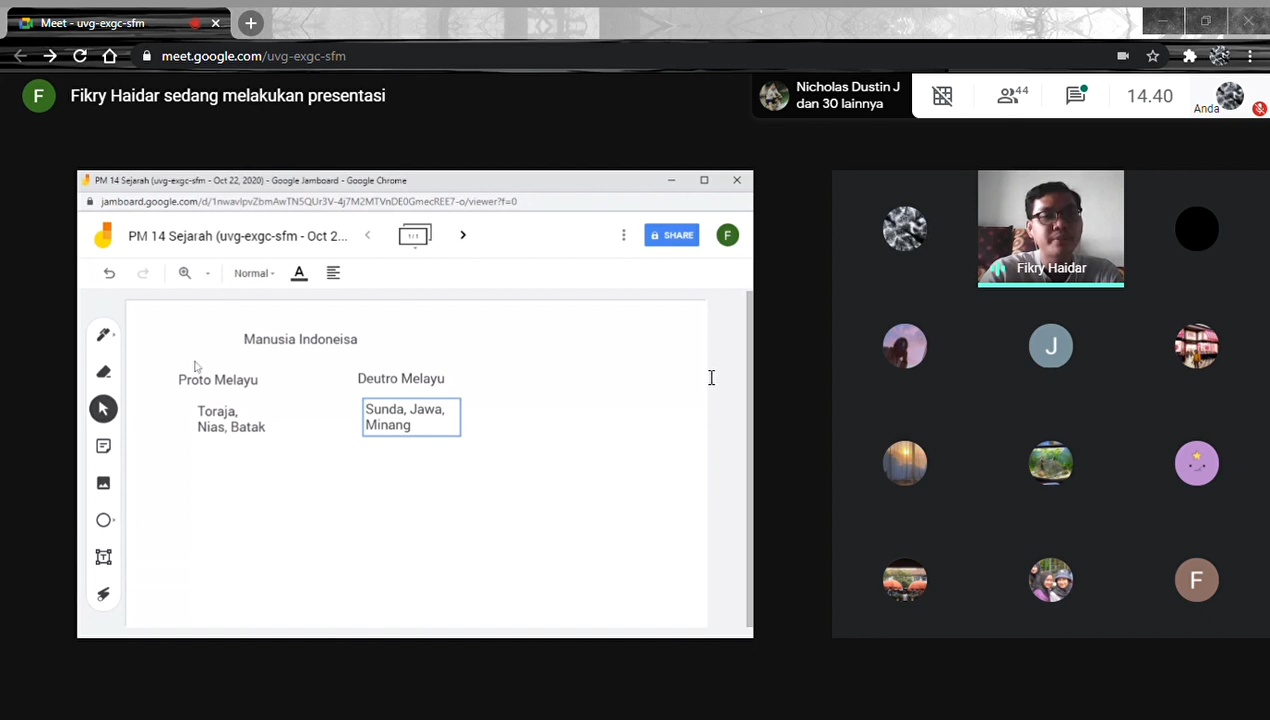 Meet - uvg-exgc-sfm
meet.google.com/uvg-exgc-sfm
F
Fikry Haidar sedang melakukan presentasi
Nicholas Dustin J
dan 30 lainnya
44
14.40
Anda
PM 14 Sejarah (uvg-exgc-sfm - Oct 22, 2020) - Google Jamboard - Google Chrome
jamboard.google.com/d/1nwavIpvZbmAwTN5QUr3V-4j7M2MTVnDE0GmecREE7-o/viewer?f=0
PM 14 Sejarah (uvg-exgc-sfm - Oct 2...
1/1
SHARE
F
Normal
A
Manusia Indoneisa
Proto Melayu
Deutro Melayu
Toraja,
Nias, Batak
Sunda, Jawa,
Minang
T
Fikry Haidar
J
F